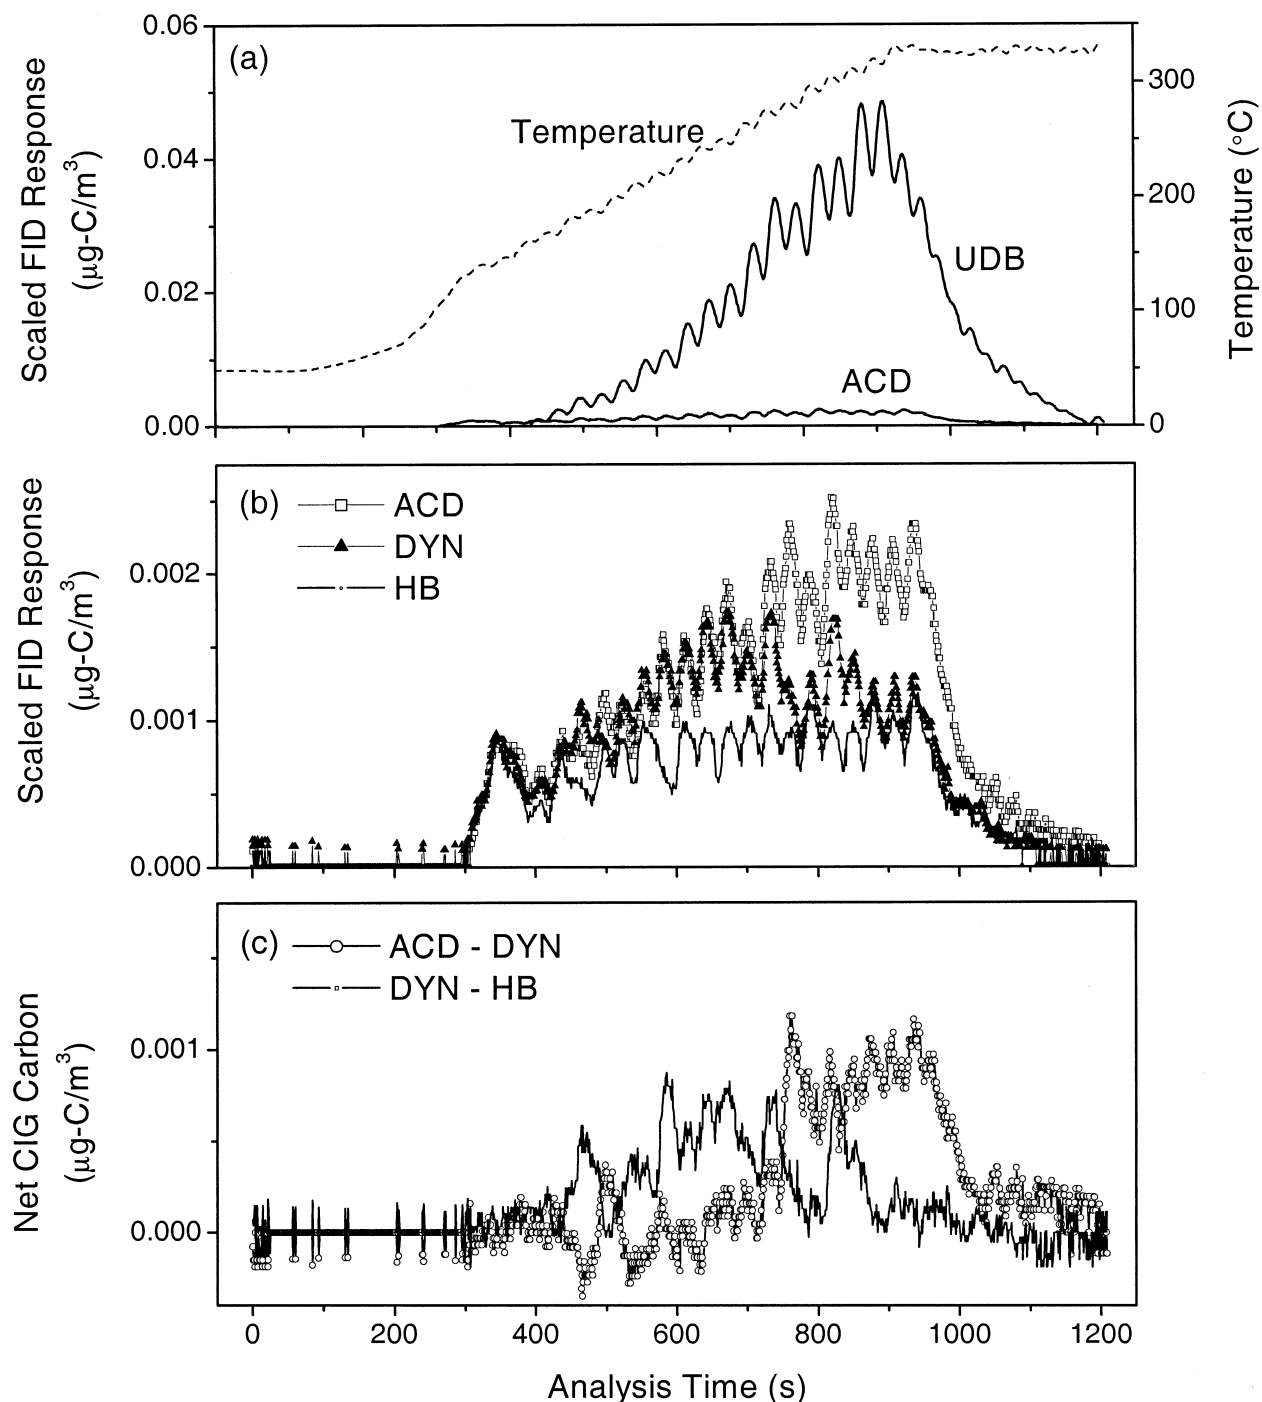 (a)
Scaled FID Response
(μg-C/m³)
0.06
0.04
0.02
0.00
Temperature
UDB
ACD
300
200
100
0
Temperature (°C)
(b)
ACD
DYN
HB
Scaled FID Response
(μg-C/m³)
0.002
0.001
0.000
(c)
ACD - DYN
DYN - HB
Net CIG Carbon
(μg-C/m³)
0.001
0.000
0 200 400 600 800 1000 1200
Analysis Time (s)